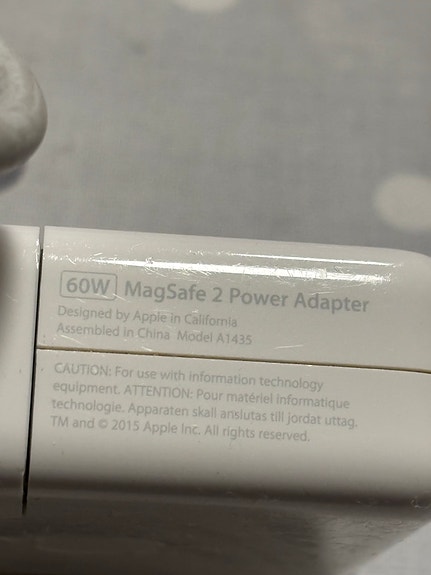 60W MagSafe 2 Power Adapter
Designed by Apple in California
Assembled in China Model A1435
CAUTION: For use with information technology
equipment. ATTENTION: Pour matériel informatique
technologie. Apparaten skall anslutas till jordat uttag.
TM and © 2015 Apple Inc. All rights reserved.